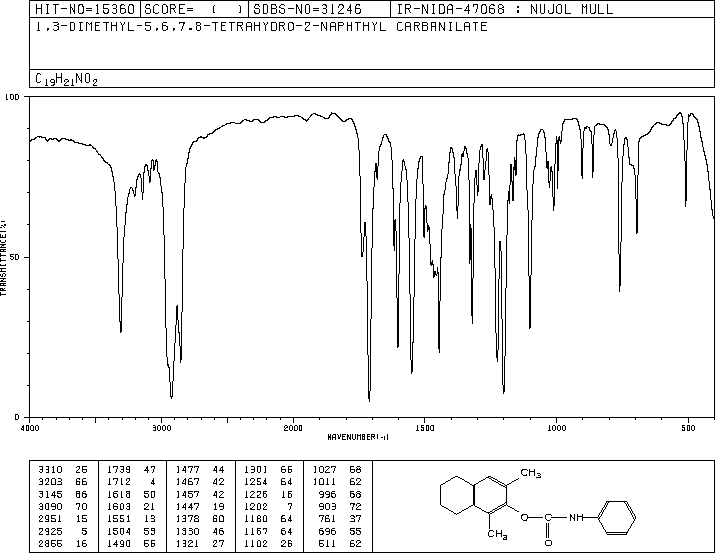 HIT-NO=15360 SCORE= ( ) SDBS-NO=31246 IR-NIDA-47068 : NUJOL MULL
1,3-DIMETHYL-5,6,7,8-TETRAHYDRO-2-NAPHTHYL CARBANILATE
C19H21NO2
100
50
0
TRANSMITTANCE(%)
4000 3000 2000 1500 1000 500
WAVENUMBER(-1)
3310 26 1739 47 1477 44 1301 66 1027 68
3203 66 1712 4 1467 42 1254 64 1011 62
3145 66 1618 50 1457 42 1226 16 996 68
3090 70 1603 21 1447 19 1202 7 903 72
2951 15 1551 13 1378 60 1180 64 761 37
2925 5 1504 53 1330 46 1167 64 696 55
2866 16 1490 55 1321 27 1102 26 511 62
CH3
O C NH
CH3 O